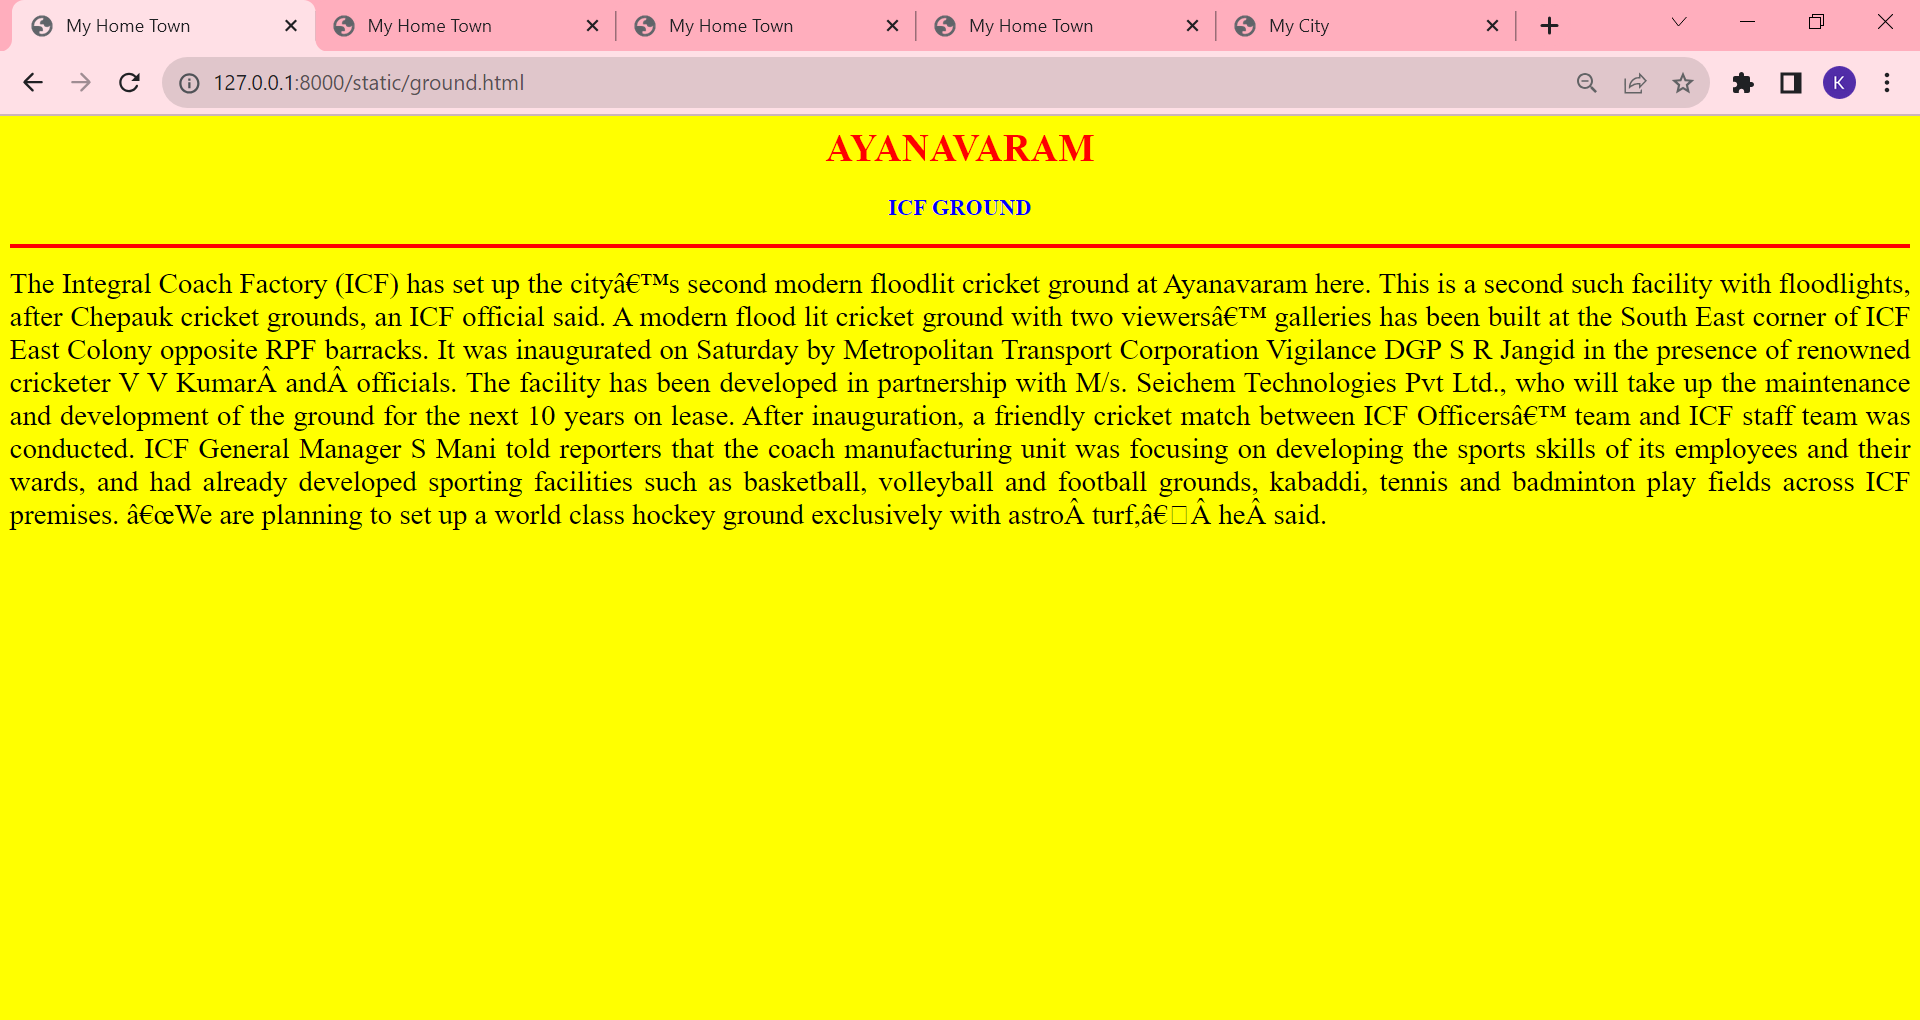 My Home Town My Home Town My Home Town My Home Town My City
127.0.0.1:8000/static/ground.html K
AYANAVARAM
ICF GROUND
The Integral Coach Factory (ICF) has set up the cityâ€™s second modern floodlit cricket ground at Ayanavaram here. This is a second such facility with floodlights,
after Chepauk cricket grounds, an ICF official said. A modern flood lit cricket ground with two viewersâ€™ galleries has been built at the South East corner of ICF
East Colony opposite RPF barracks. It was inaugurated on Saturday by Metropolitan Transport Corporation Vigilance DGP S R Jangid in the presence of renowned
cricketer V V KumarÂ andÂ officials. The facility has been developed in partnership with M/s. Seichem Technologies Pvt Ltd., who will take up the maintenance
and development of the ground for the next 10 years on lease. After inauguration, a friendly cricket match between ICF Officersâ€™ team and ICF staff team was
conducted. ICF General Manager S Mani told reporters that the coach manufacturing unit was focusing on developing the sports skills of its employees and their
wards, and had already developed sporting facilities such as basketball, volleyball and football grounds, kabaddi, tennis and badminton play fields across ICF
premises. â€œWe are planning to set up a world class hockey ground exclusively with astroÂ turf,â€□Â heÂ said.